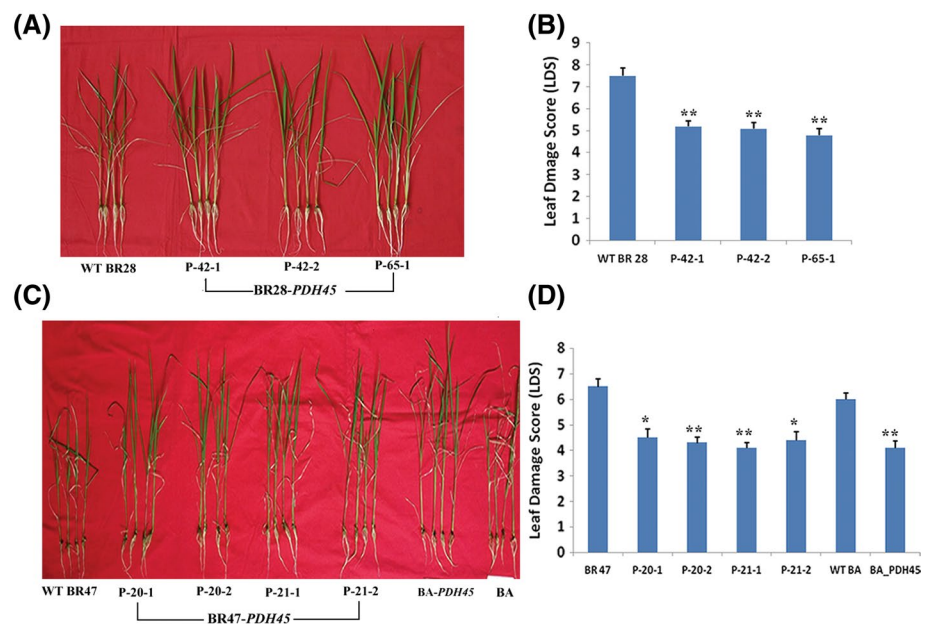 (A)
WT BR28 P-42-1 P-42-2 P-65-1
BR28-PDH45
(B)
Leaf Dmage Score (LDS)
9
8
7
6
5
4
3
2
1
0
** ** **
WT BR 28 P-42-1 P-42-2 P-65-1
(C)
WT BR47 P-20-1 P-20-2 P-21-1 P-21-2 BA-PDH45 BA
BR47-PDH45
(D)
Leaf Damage Score (LDS)
8
7
6
5
4
3
2
1
0
* ** ** * **
BR 47 P-20-1 P-20-2 P-21-1 P-21-2 WT BA BA_PDH45